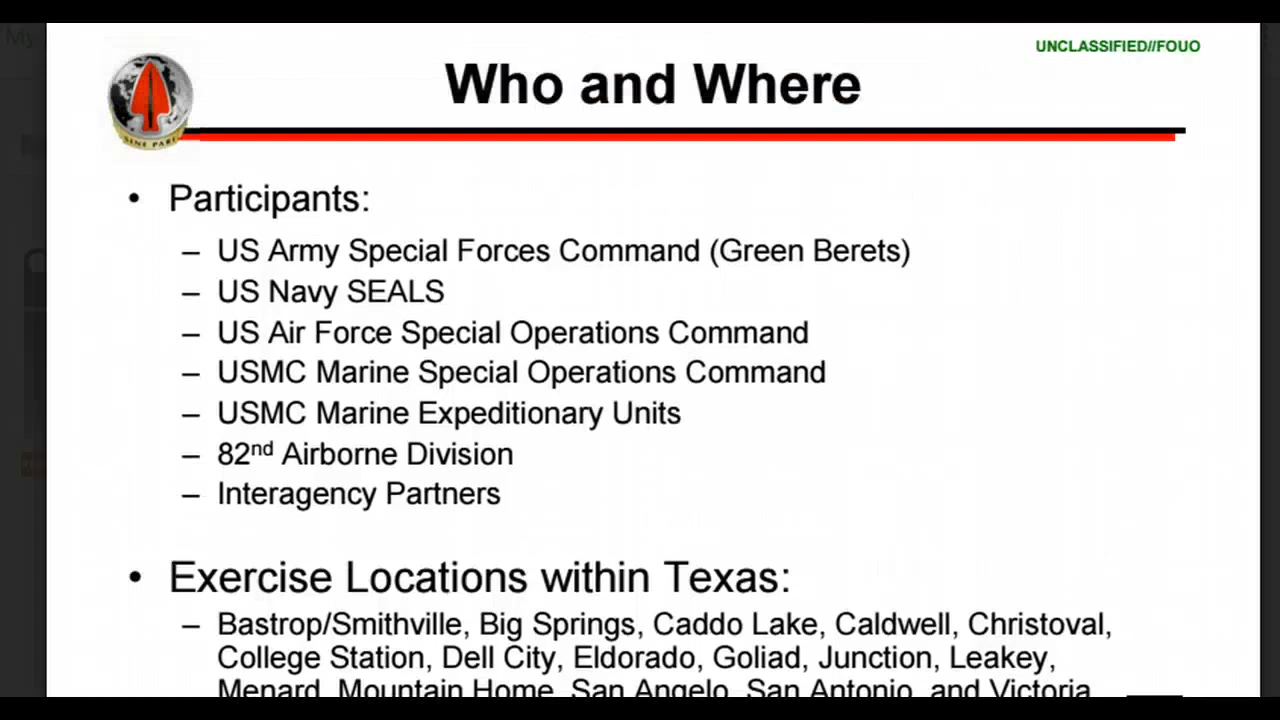 My
UNCLASSIFIED//FOUO
Who and Where
SINE PARI
• Participants:
– US Army Special Forces Command (Green Berets)
– US Navy SEALS
– US Air Force Special Operations Command
– USMC Marine Special Operations Command
– USMC Marine Expeditionary Units
– 82nd Airborne Division
– Interagency Partners
• Exercise Locations within Texas:
– Bastrop/Smithville, Big Springs, Caddo Lake, Caldwell, Christoval,
College Station, Dell City, Eldorado, Goliad, Junction, Leakey,
Menard, Mountain Home, San Angelo, San Antonio, and Victoria